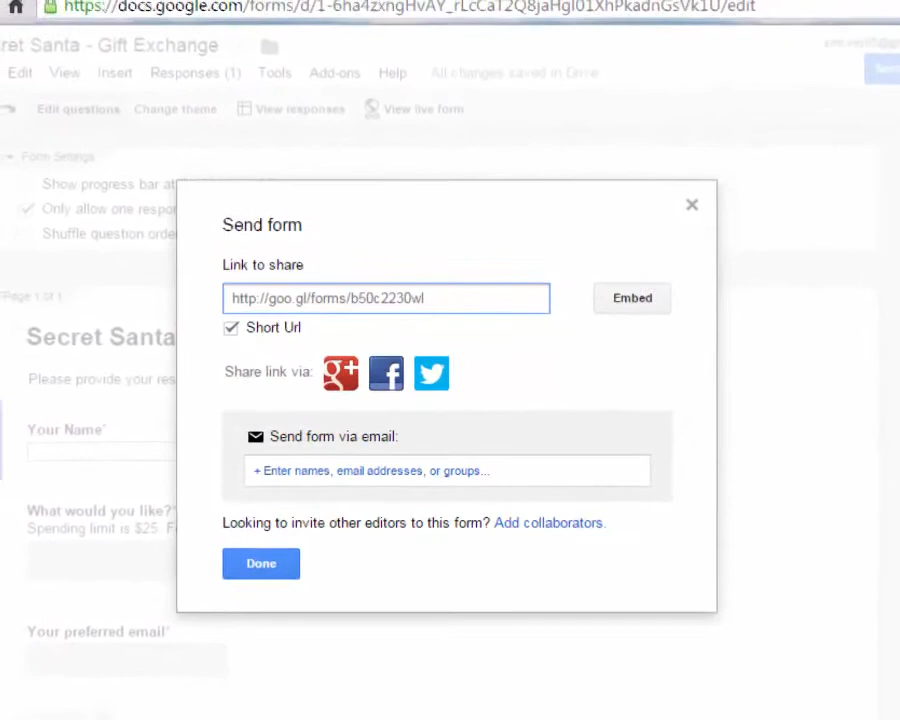 https://docs.google.com/forms/d/1-6ha4zxngHvAY_rLcCaT2Q8jaHgI01XhPkadnGsVk1U/edit
ret Santa - Gift Exchange
Edit View Insert Responses (1) Tools Add-ons Help All changes saved in Drive
Edit questions Change theme View responses View live form
Form Settings
Show progress bar at
Only allow one respon
Shuffle question order
Page 1 of 1
Send form
Link to share
http://goo.gl/forms/b50c2230wl
Embed
Short Url
Share link via:
Send form via email:
+ Enter names, email addresses, or groups...
Looking to invite other editors to this form? Add collaborators.
Done
Secret Santa
Please provide your res
Your Name*
What would you like?*
Spending limit is $25.
Your preferred email*